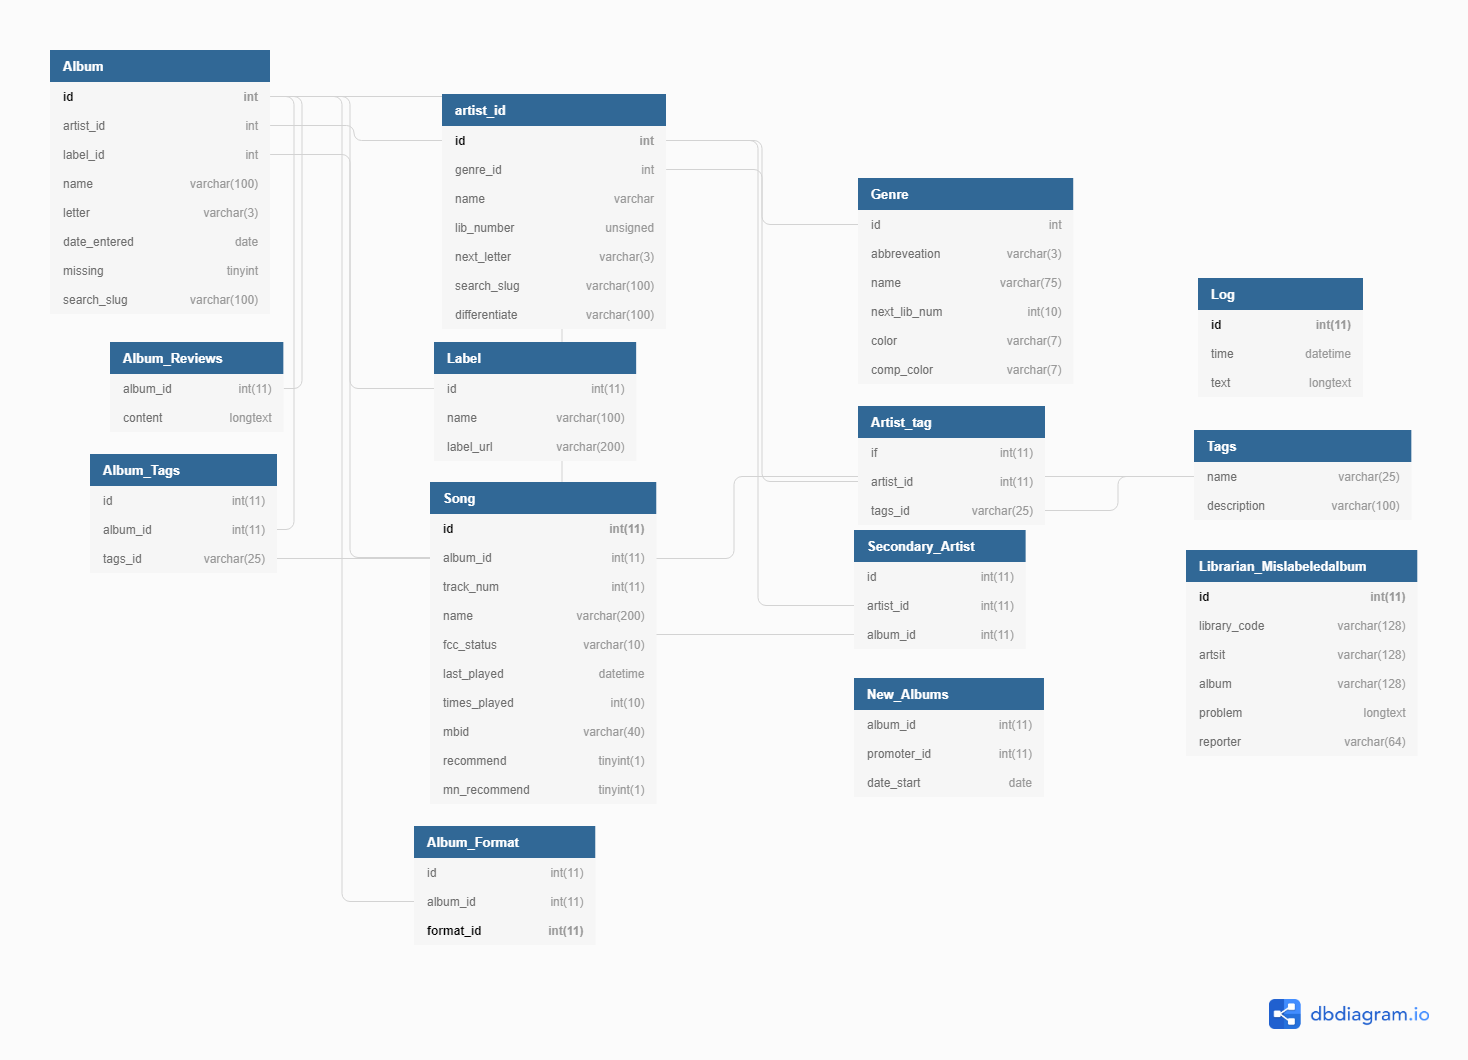 Album
id int
artist_id int
label_id int
name varchar(100)
letter varchar(3)
date_entered date
missing tinyint
search_slug varchar(100)
Album_Reviews
album_id int(11)
content longtext
Album_Tags
id int(11)
album_id int(11)
tags_id varchar(25)
artist_id
id int
genre_id int
name varchar
lib_number unsigned
next_letter varchar(3)
search_slug varchar(100)
differentiate varchar(100)
Label
id int(11)
name varchar(100)
label_url varchar(200)
Song
id int(11)
album_id int(11)
track_num int(11)
name varchar(200)
fcc_status varchar(10)
last_played datetime
times_played int(10)
mbid varchar(40)
recommend tinyint(1)
mn_recommend tinyint(1)
Album_Format
id int(11)
album_id int(11)
format_id int(11)
Genre
id int
abbreveation varchar(3)
name varchar(75)
next_lib_num int(10)
color varchar(7)
comp_color varchar(7)
Artist_tag
if int(11)
artist_id int(11)
tags_id varchar(25)
Secondary_Artist
id int(11)
artist_id int(11)
album_id int(11)
New_Albums
album_id int(11)
promoter_id int(11)
date_start date
Log
id int(11)
time datetime
text longtext
Tags
name varchar(25)
description varchar(100)
Librarian_Mislabeledalbum
id int(11)
library_code varchar(128)
artsit varchar(128)
album varchar(128)
problem longtext
reporter varchar(64)
dbdiagram.io